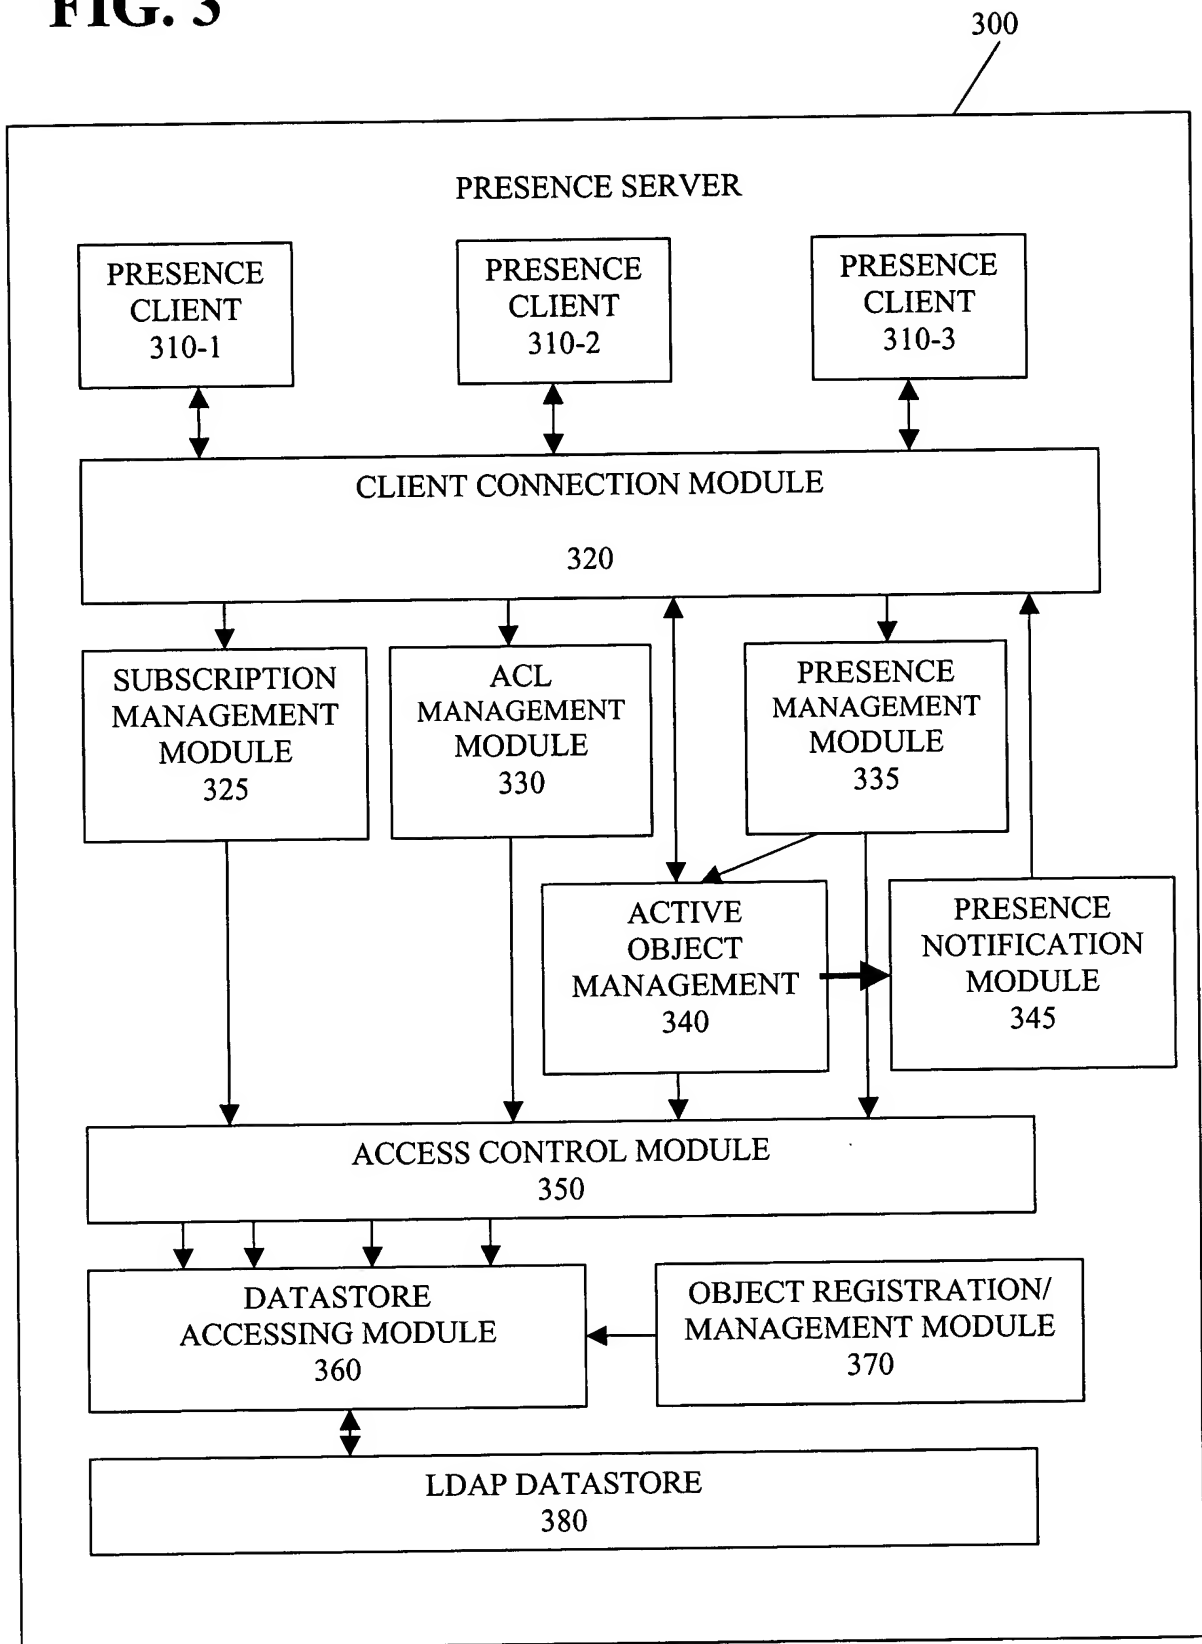 FIG. 3
300
PRESENCE SERVER
PRESENCE
CLIENT
310-1
PRESENCE
CLIENT
310-2
PRESENCE
CLIENT
310-3
CLIENT CONNECTION MODULE
320
SUBSCRIPTION
MANAGEMENT
MODULE
325
ACL
MANAGEMENT
MODULE
330
PRESENCE
MANAGEMENT
MODULE
335
ACTIVE
OBJECT
MANAGEMENT
340
PRESENCE
NOTIFICATION
MODULE
345
ACCESS CONTROL MODULE
350
DATASTORE
ACCESSING MODULE
360
OBJECT REGISTRATION/
MANAGEMENT MODULE
370
LDAP DATASTORE
380